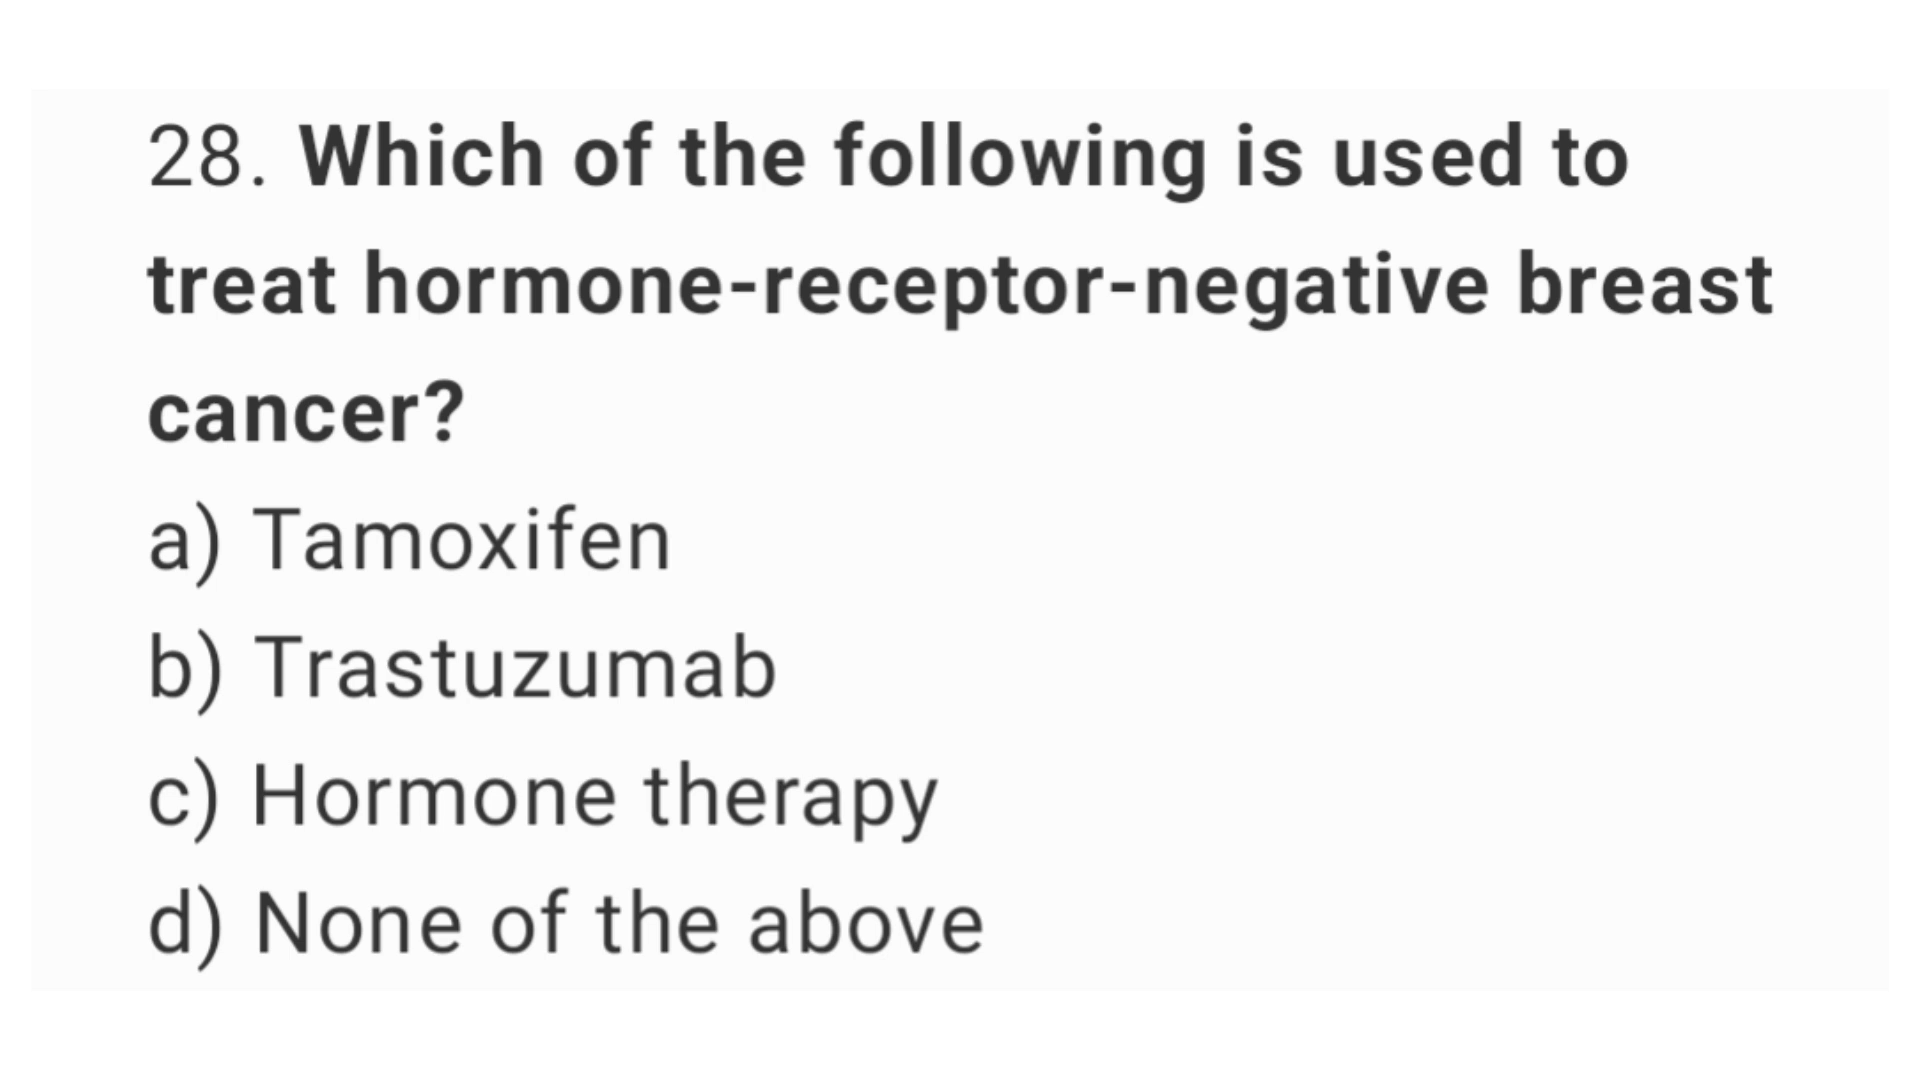 28. Which of the following is used to
treat hormone-receptor-negative breast
cancer?
a) Tamoxifen
b) Trastuzumab
c) Hormone therapy
d) None of the above